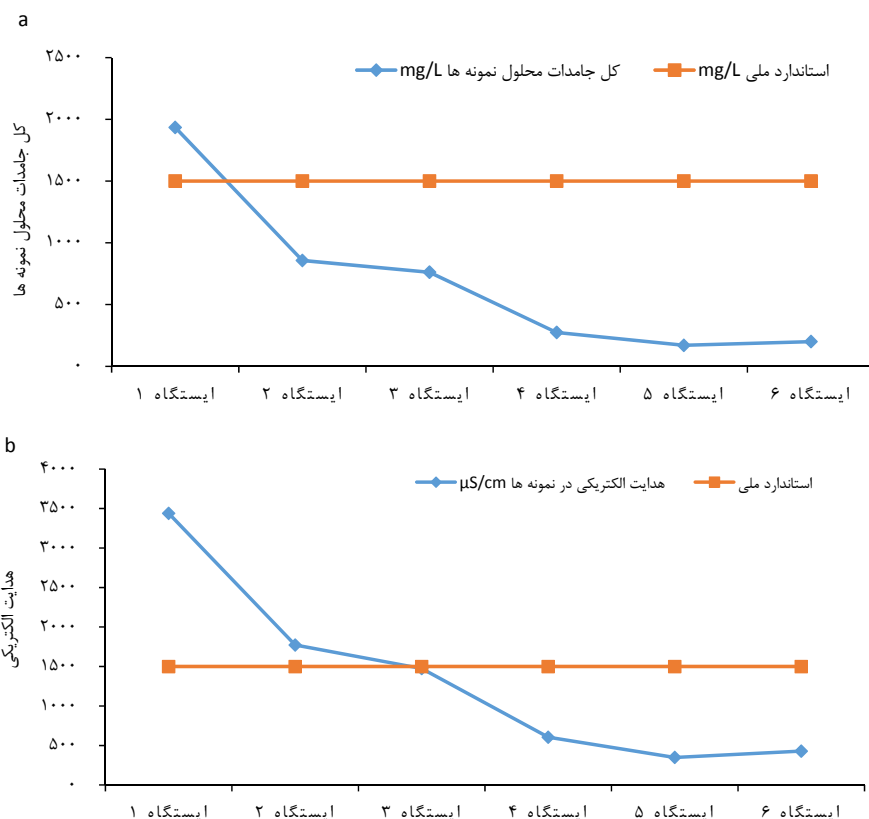 a
۲۵۰۰
کل جامدات محلول نمونه ها mg/L
استاندارد ملی mg/L
۲۰۰۰
۱۵۰۰
۱۰۰۰
۵۰۰
۰
کل جامدات محلول نمونه ها
ایستگاه ۱ ایستگاه ۲ ایستگاه ۳ ایستگاه ۴ ایستگاه ۵ ایستگاه ۶
b
۴۰۰۰
هدایت الکتریکی در نمونه ها µS/cm
استاندارد ملی
۳۵۰۰
۳۰۰۰
۲۵۰۰
۲۰۰۰
۱۵۰۰
۱۰۰۰
۵۰۰
۰
هدایت الکتریکی
ایستگاه ۱ ایستگاه ۲ ایستگاه ۳ ایستگاه ۴ ایستگاه ۵ ایستگاه ۶